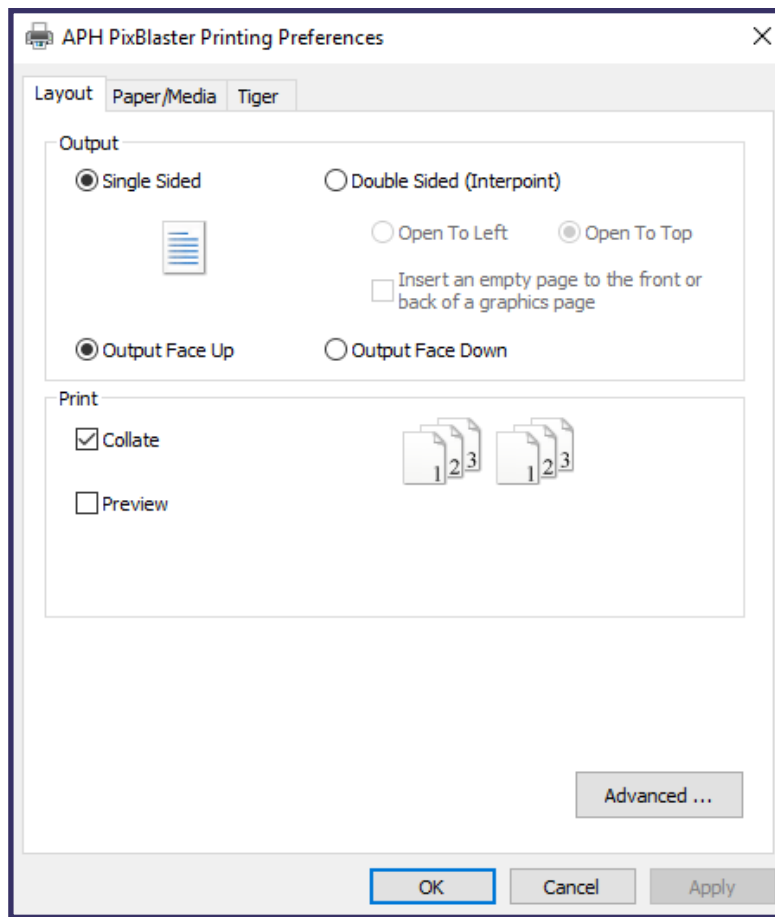 APH PixBlaster Printing Preferences
Layout Paper/Media Tiger
Output
Single Sided Double Sided (Interpoint)
Open To Left Open To Top
Insert an empty page to the front or
back of a graphics page
Output Face Up Output Face Down
Print
Collate
1 2 3 1 2 3
Preview
Advanced ...
OK Cancel Apply